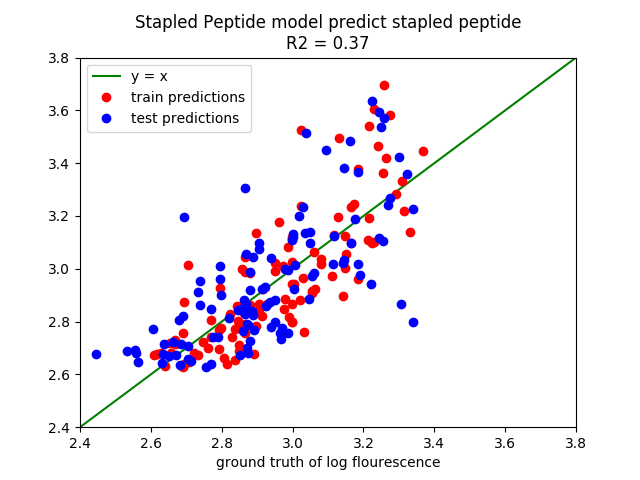 Stapled Peptide model predict stapled peptide
R2 = 0.37
y = x
train predictions
test predictions
3.8
3.6
3.4
3.2
3.0
2.8
2.6
2.4
2.4 2.6 2.8 3.0 3.2 3.4 3.6 3.8
ground truth of log flourescence